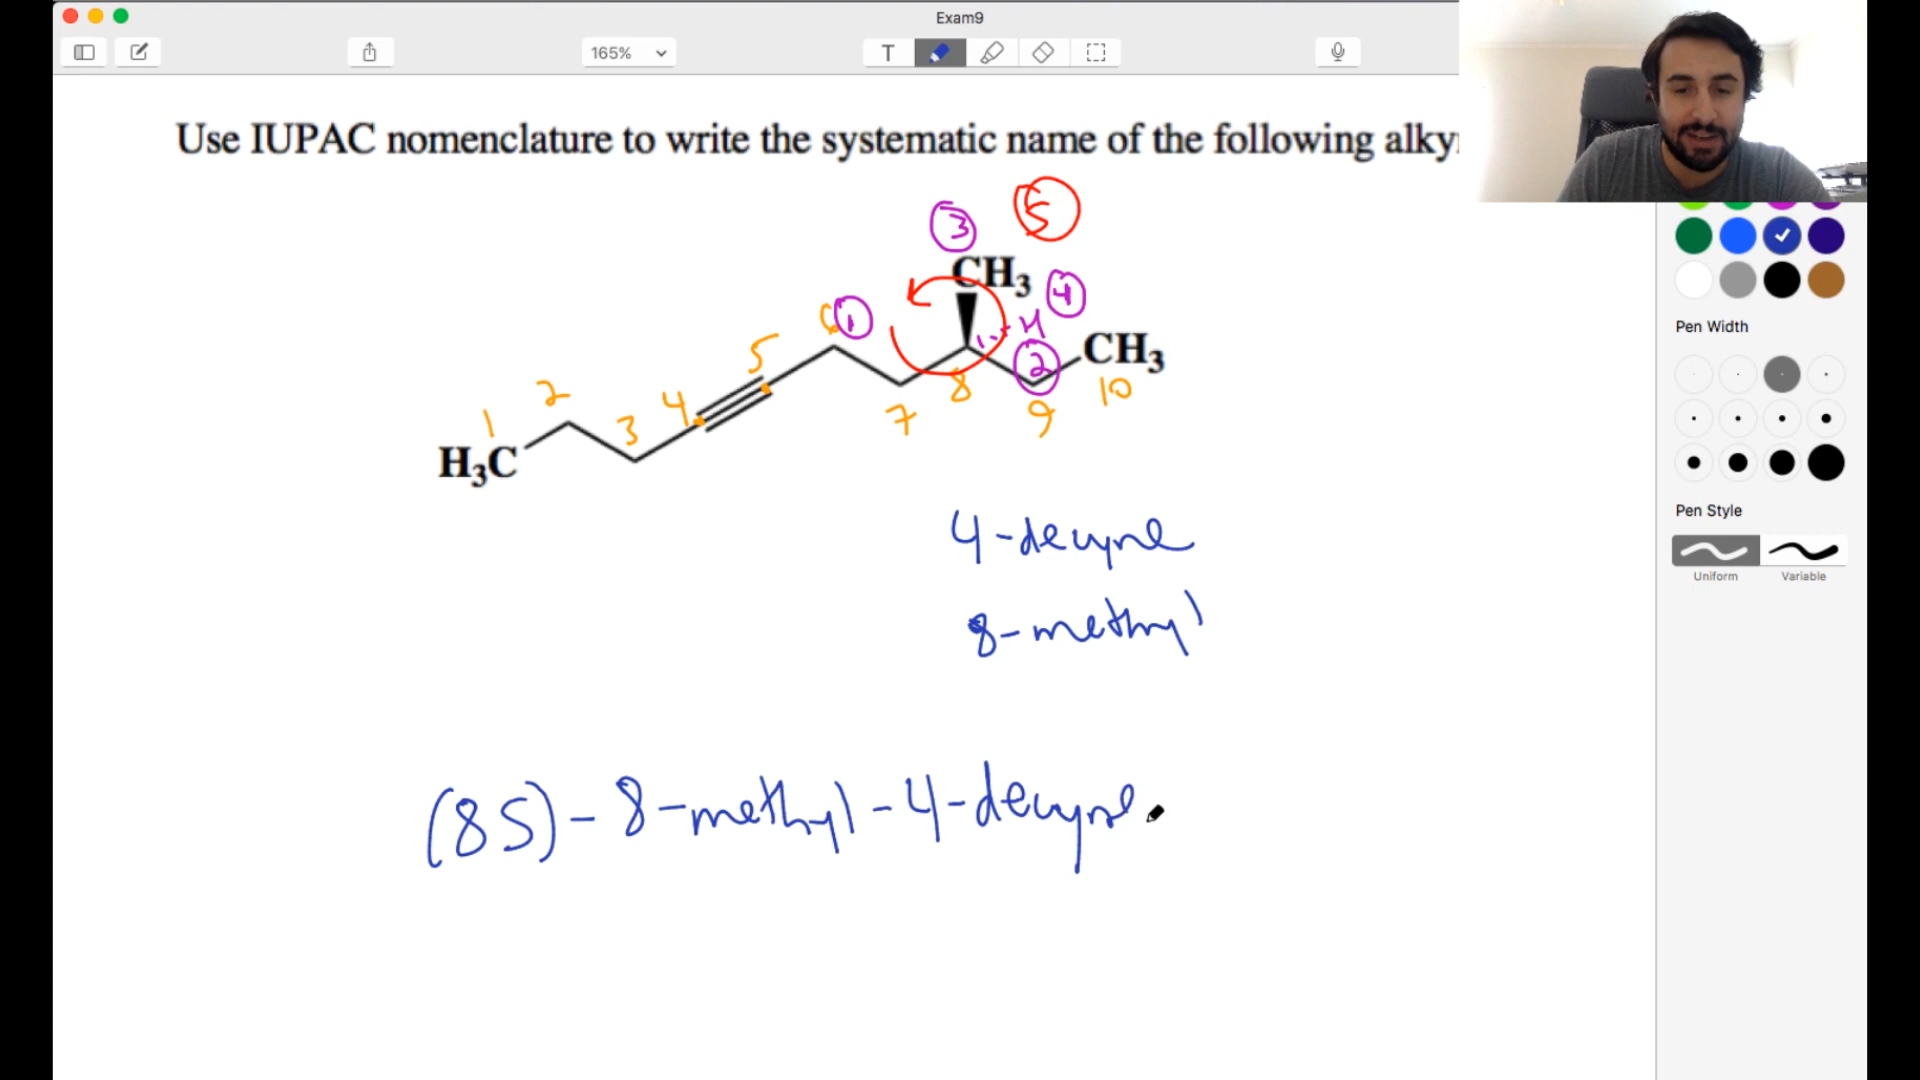 Exam9
165%
T
Use IUPAC nomenclature to write the systematic name of the following alky
3
5
CH3
4
6
1
H
5
2
CH3
2
4
8
10
1
3
7
9
H3C
4-decyne
8-methyl
(8S)-8-methyl-4-decyne
Pen Width
Pen Style
Uniform
Variable